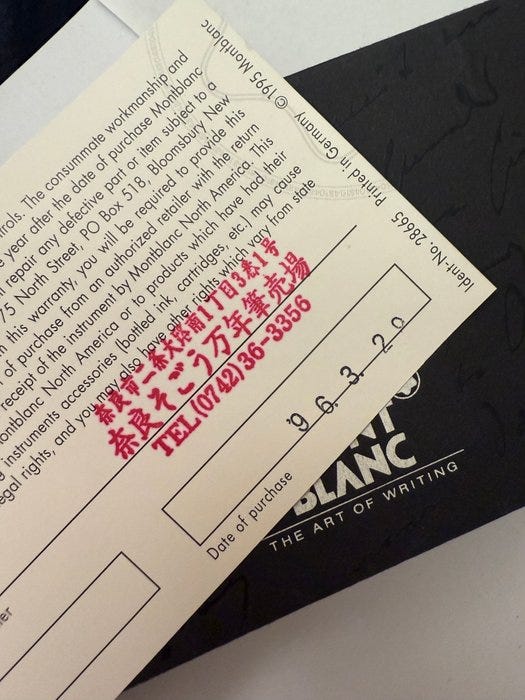 rials. The consummate workmanship and
e year after the date of purchase Montblanc
repair any defective part or item subject to
75 North Street, PO Box 518, Bloomsbury, New
this warranty, you will be required to provide this
of purchase from an authorized retailer with the return
receipt of the instrument by Montblanc North America. This
ontblanc North America or to products which have had their
g instruments accessories (bottled ink, cartridges, etc.) may cause
egal rights, and you may also have other rights which vary from state
奈良市二条大路南1丁目3番1号
奈良そごう万年筆売場
TEL(0742)36-3356
'96. 3. 20
Date of purchase
Ident-No. 28665 Printed in Germany ©1995 Montblanc
NT
BLANC
THE ART OF WRITING